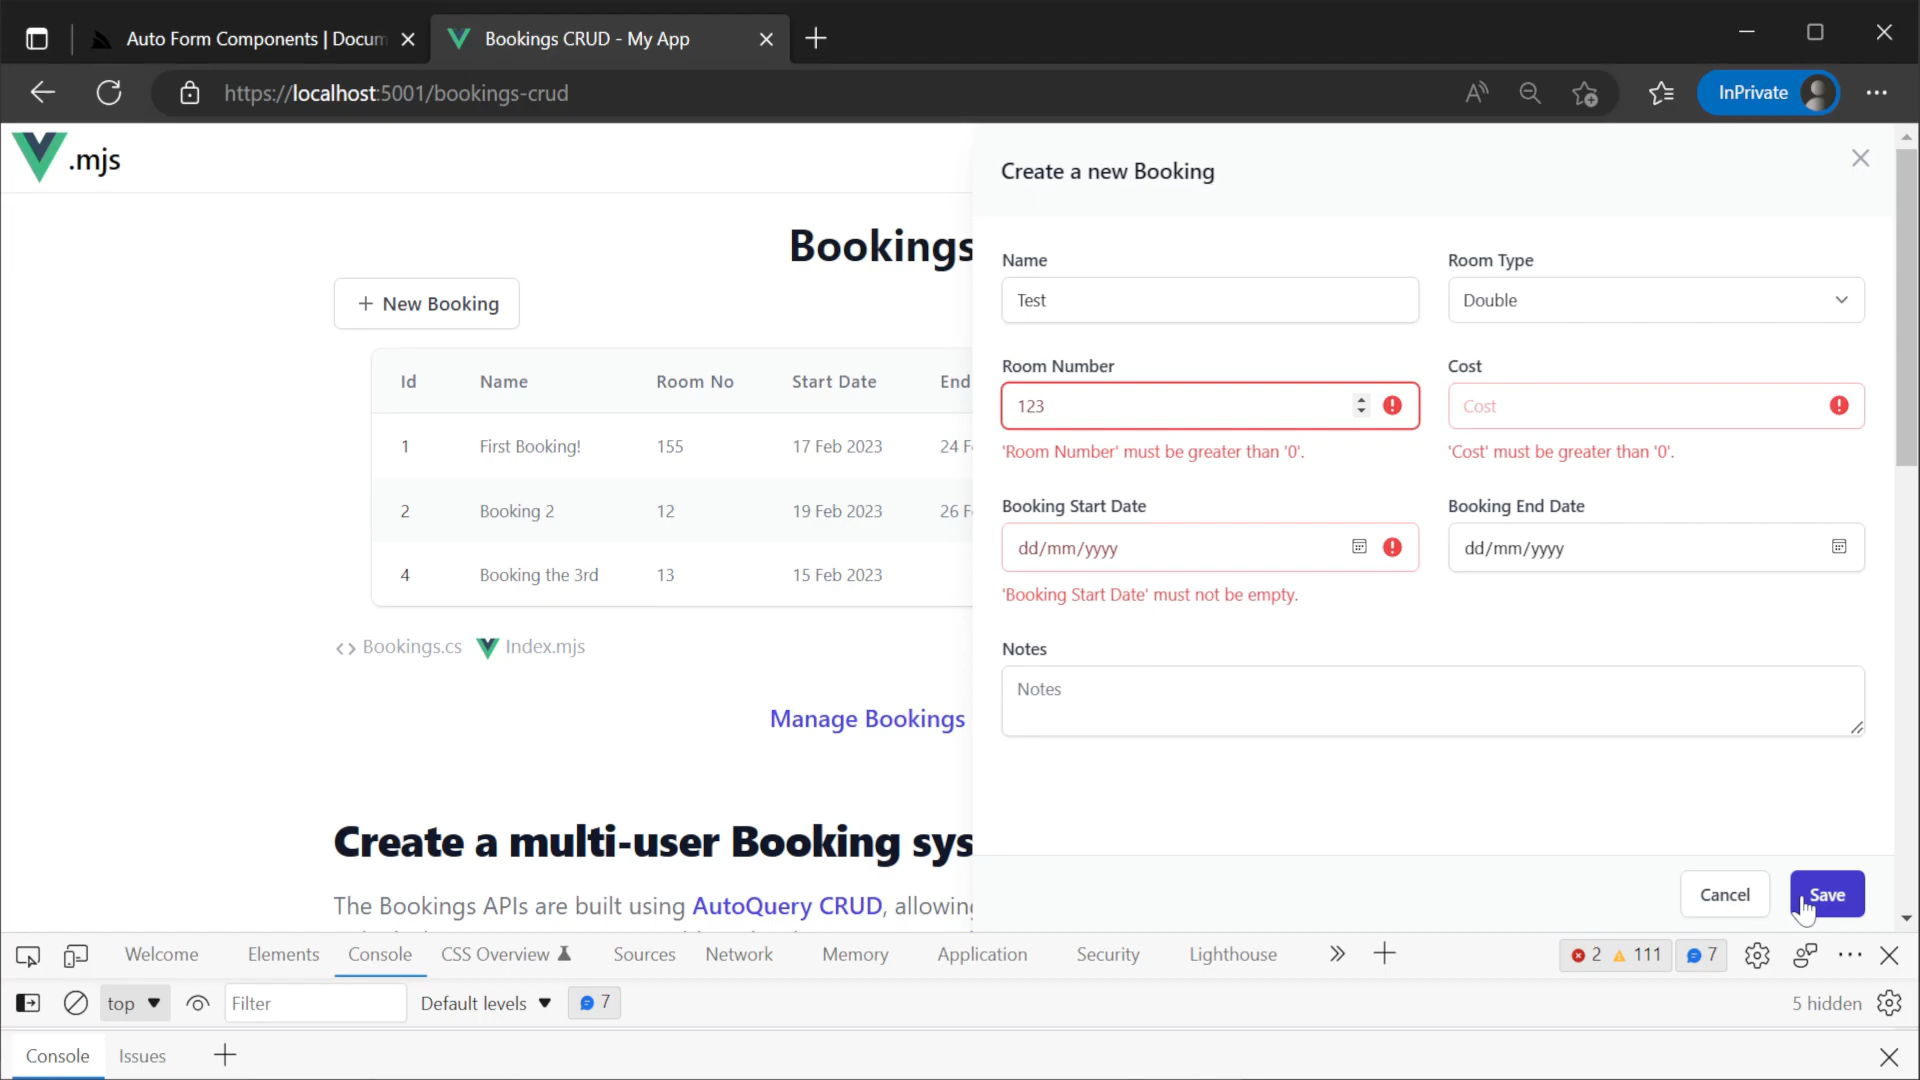 Auto Form Components | Docum
Bookings CRUD - My App
https://localhost:5001/bookings-crud
InPrivate
.mjs
Bookings
New Booking
Id Name Room No Start Date End
1 First Booking! 155 17 Feb 2023 24 F
2 Booking 2 12 19 Feb 2023 26 F
4 Booking the 3rd 13 15 Feb 2023
Bookings.cs Index.mjs
Manage Bookings
Create a multi-user Booking sys
The Bookings APIs are built using AutoQuery CRUD, allowing
Create a new Booking
Name Room Type
Test Double
Room Number Cost
123 Cost
'Room Number' must be greater than '0'. 'Cost' must be greater than '0'.
Booking Start Date Booking End Date
dd/mm/yyyy dd/mm/yyyy
'Booking Start Date' must not be empty.
Notes
Notes
Cancel Save
Welcome Elements Console CSS Overview Sources Network Memory Application Security Lighthouse 2 111 7
top Filter Default levels 7 5 hidden
Console Issues